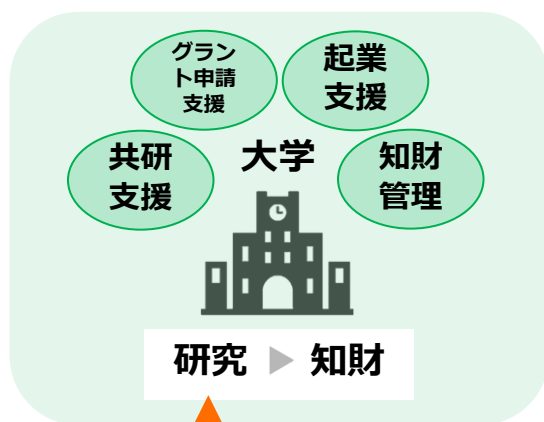 グラン
ト申請
支援
起業
支援
共研
支援
大学
知財
管理
研究 ▶ 知財